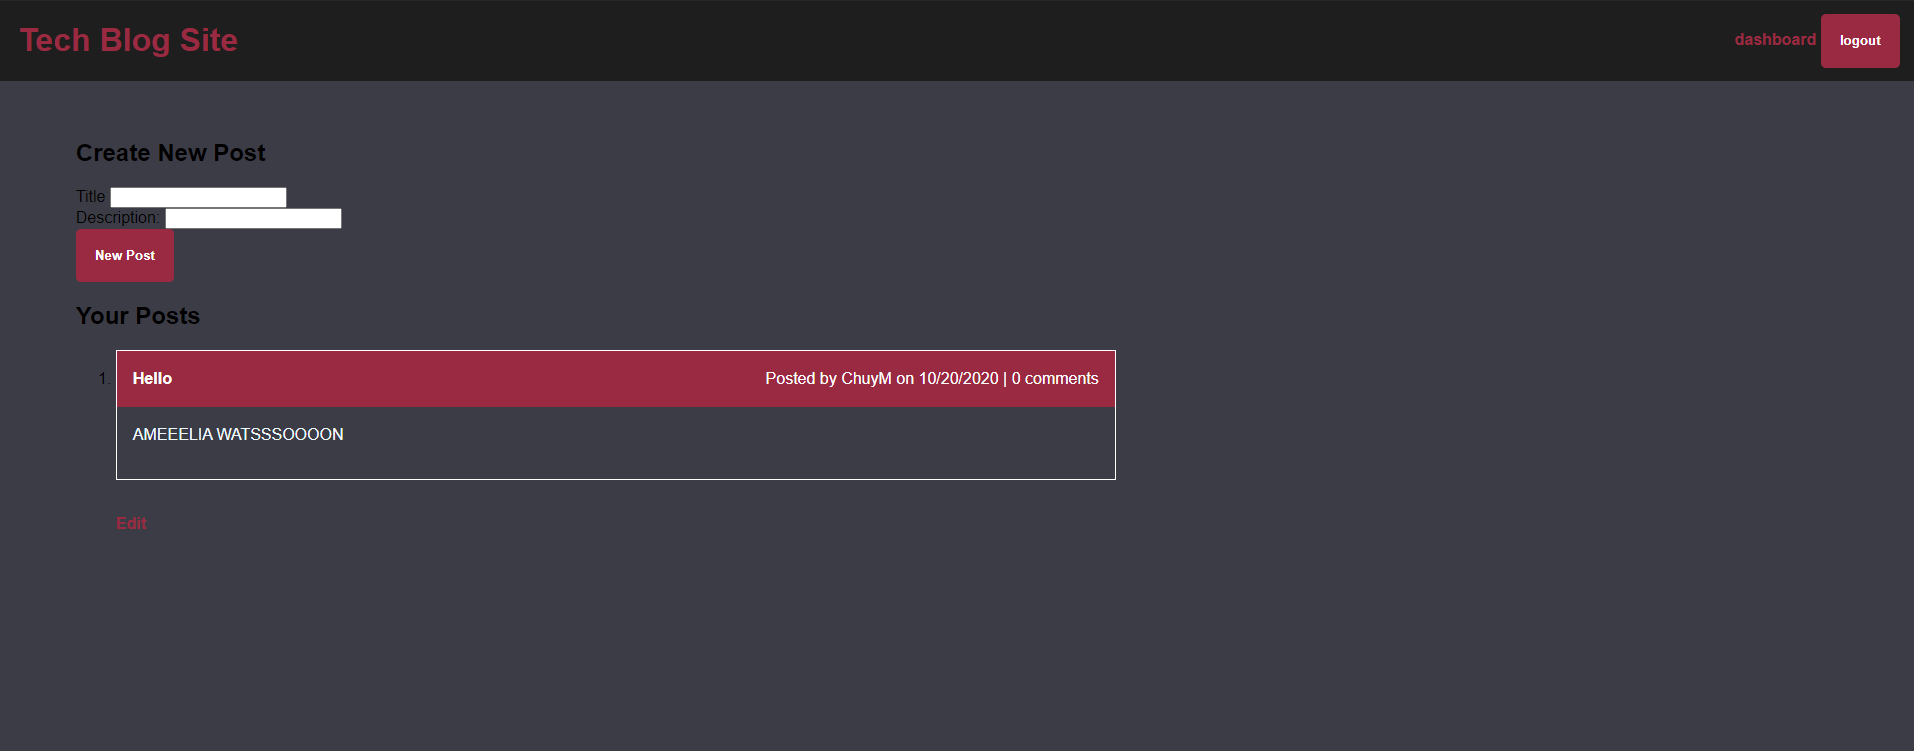 Tech Blog Site
dashboard logout
Create New Post
Title
Description:
New Post
Your Posts
1. Hello Posted by ChuyM on 10/20/2020 | 0 comments
AMEEELIA WATSSSOOOON
Edit